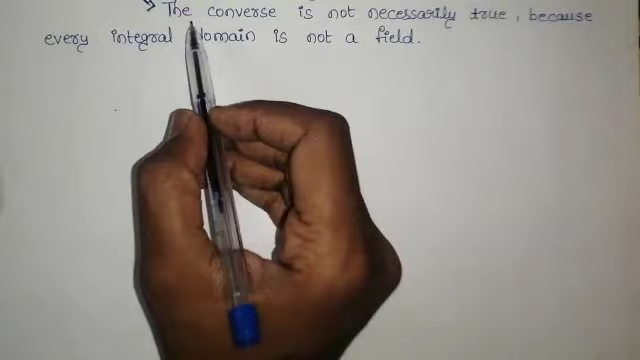 The converse is not necessarily true, because
every integral domain is not a field.